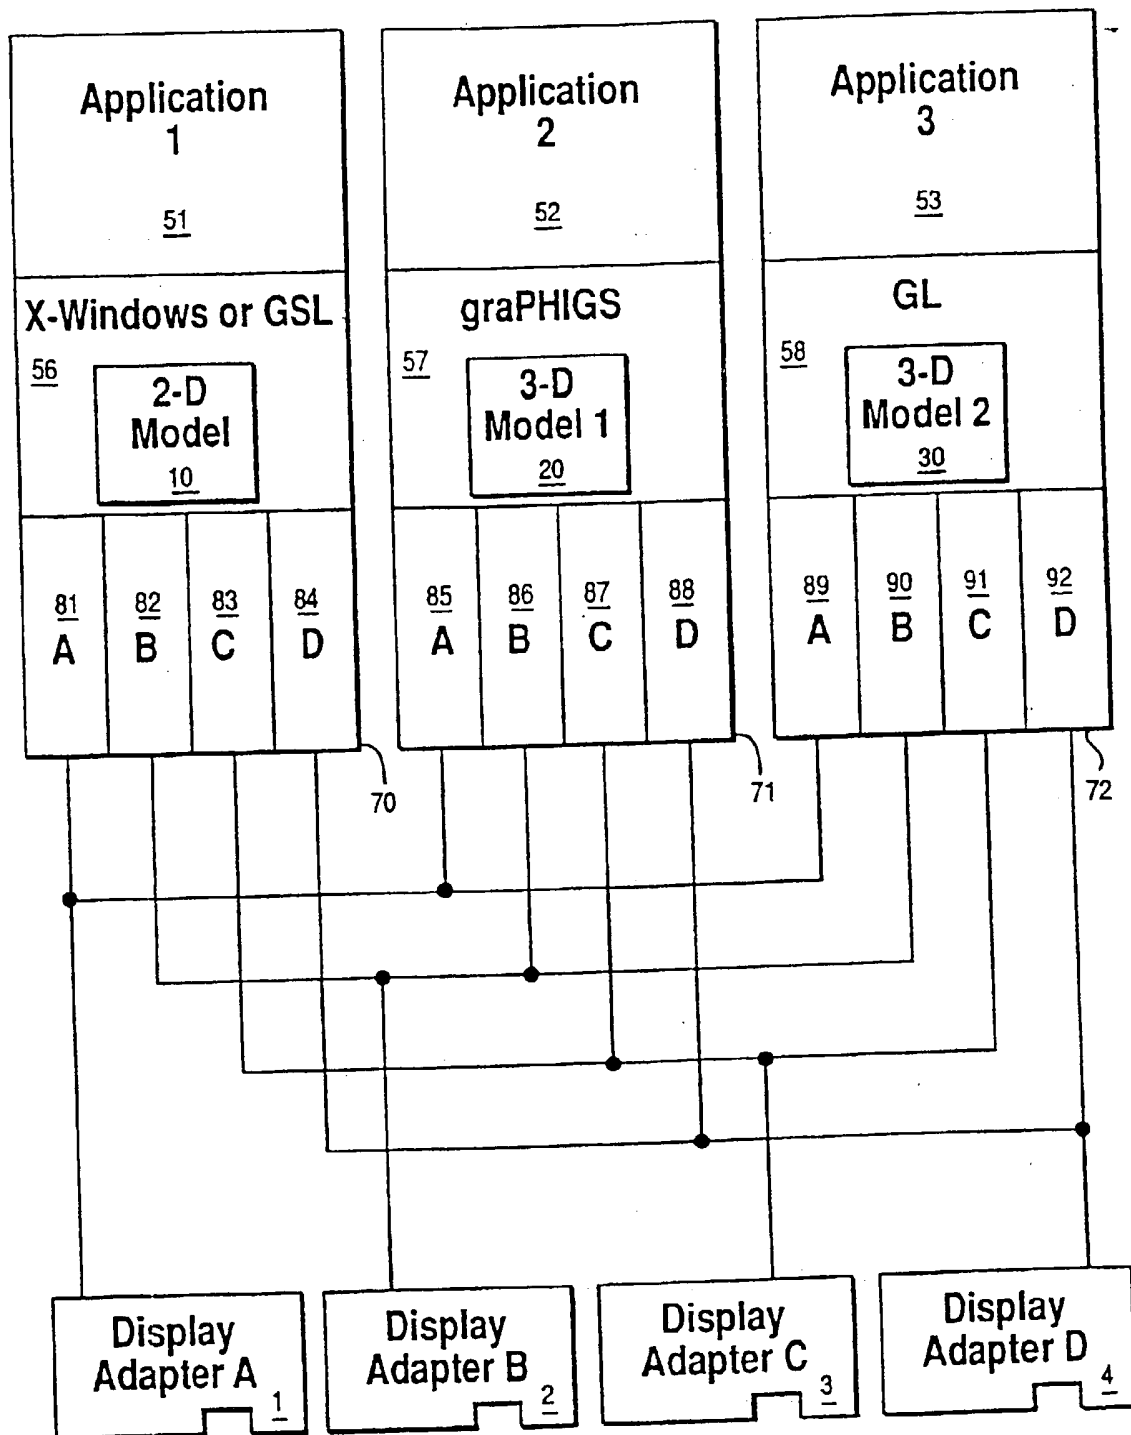 Application
1
51
Application
2
52
Application
3
53
X-Windows or GSL
56
2-D
Model
10
graPHIGS
57
3-D
Model 1
20
GL
58
3-D
Model 2
30
81
A
82
B
83
C
84
D
85
A
86
B
87
C
88
D
89
A
90
B
91
C
92
D
70
71
72
Display
Adapter A
1
Display
Adapter B
2
Display
Adapter C
3
Display
Adapter D
4